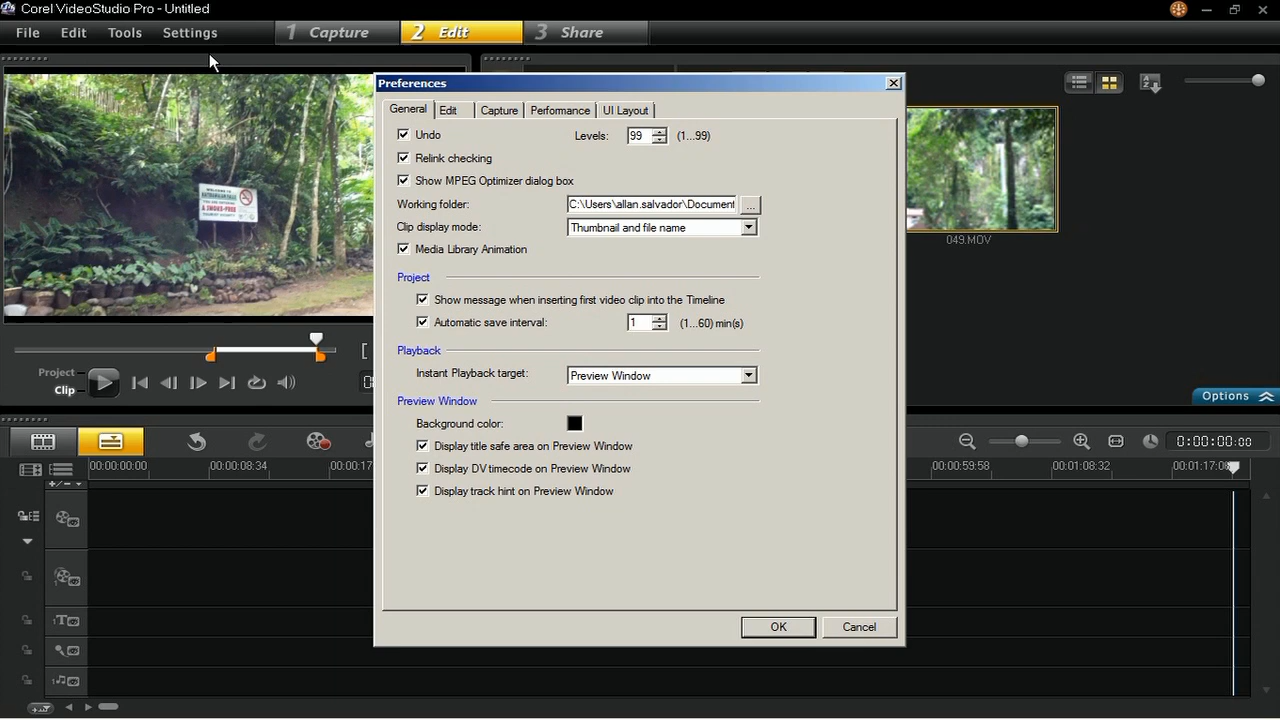 Corel VideoStudio Pro - Untitled
File Edit Tools Settings 1 Capture 2 Edit 3 Share
Preferences
General Edit Capture Performance UI Layout
Undo Levels: 99 (1...99)
Relink checking
Show MPEG Optimizer dialog box
Working folder: C:\Users\allan.salvador\Document ...
Clip display mode: Thumbnail and file name
Media Library Animation
049.MOV
Project
Show message when inserting first video clip into the Timeline
Automatic save interval: 1 (1...60) min(s)
Playback
Instant Playback target: Preview Window
Project
Clip
Preview Window
Options
Background color:
Display title safe area on Preview Window
Display DV timecode on Preview Window
Display track hint on Preview Window
0:00:00:00
00:00:00:00 00:00:08:34 00:00:17 00:00:59:58 00:01:08:32 00:01:17:0
OK Cancel